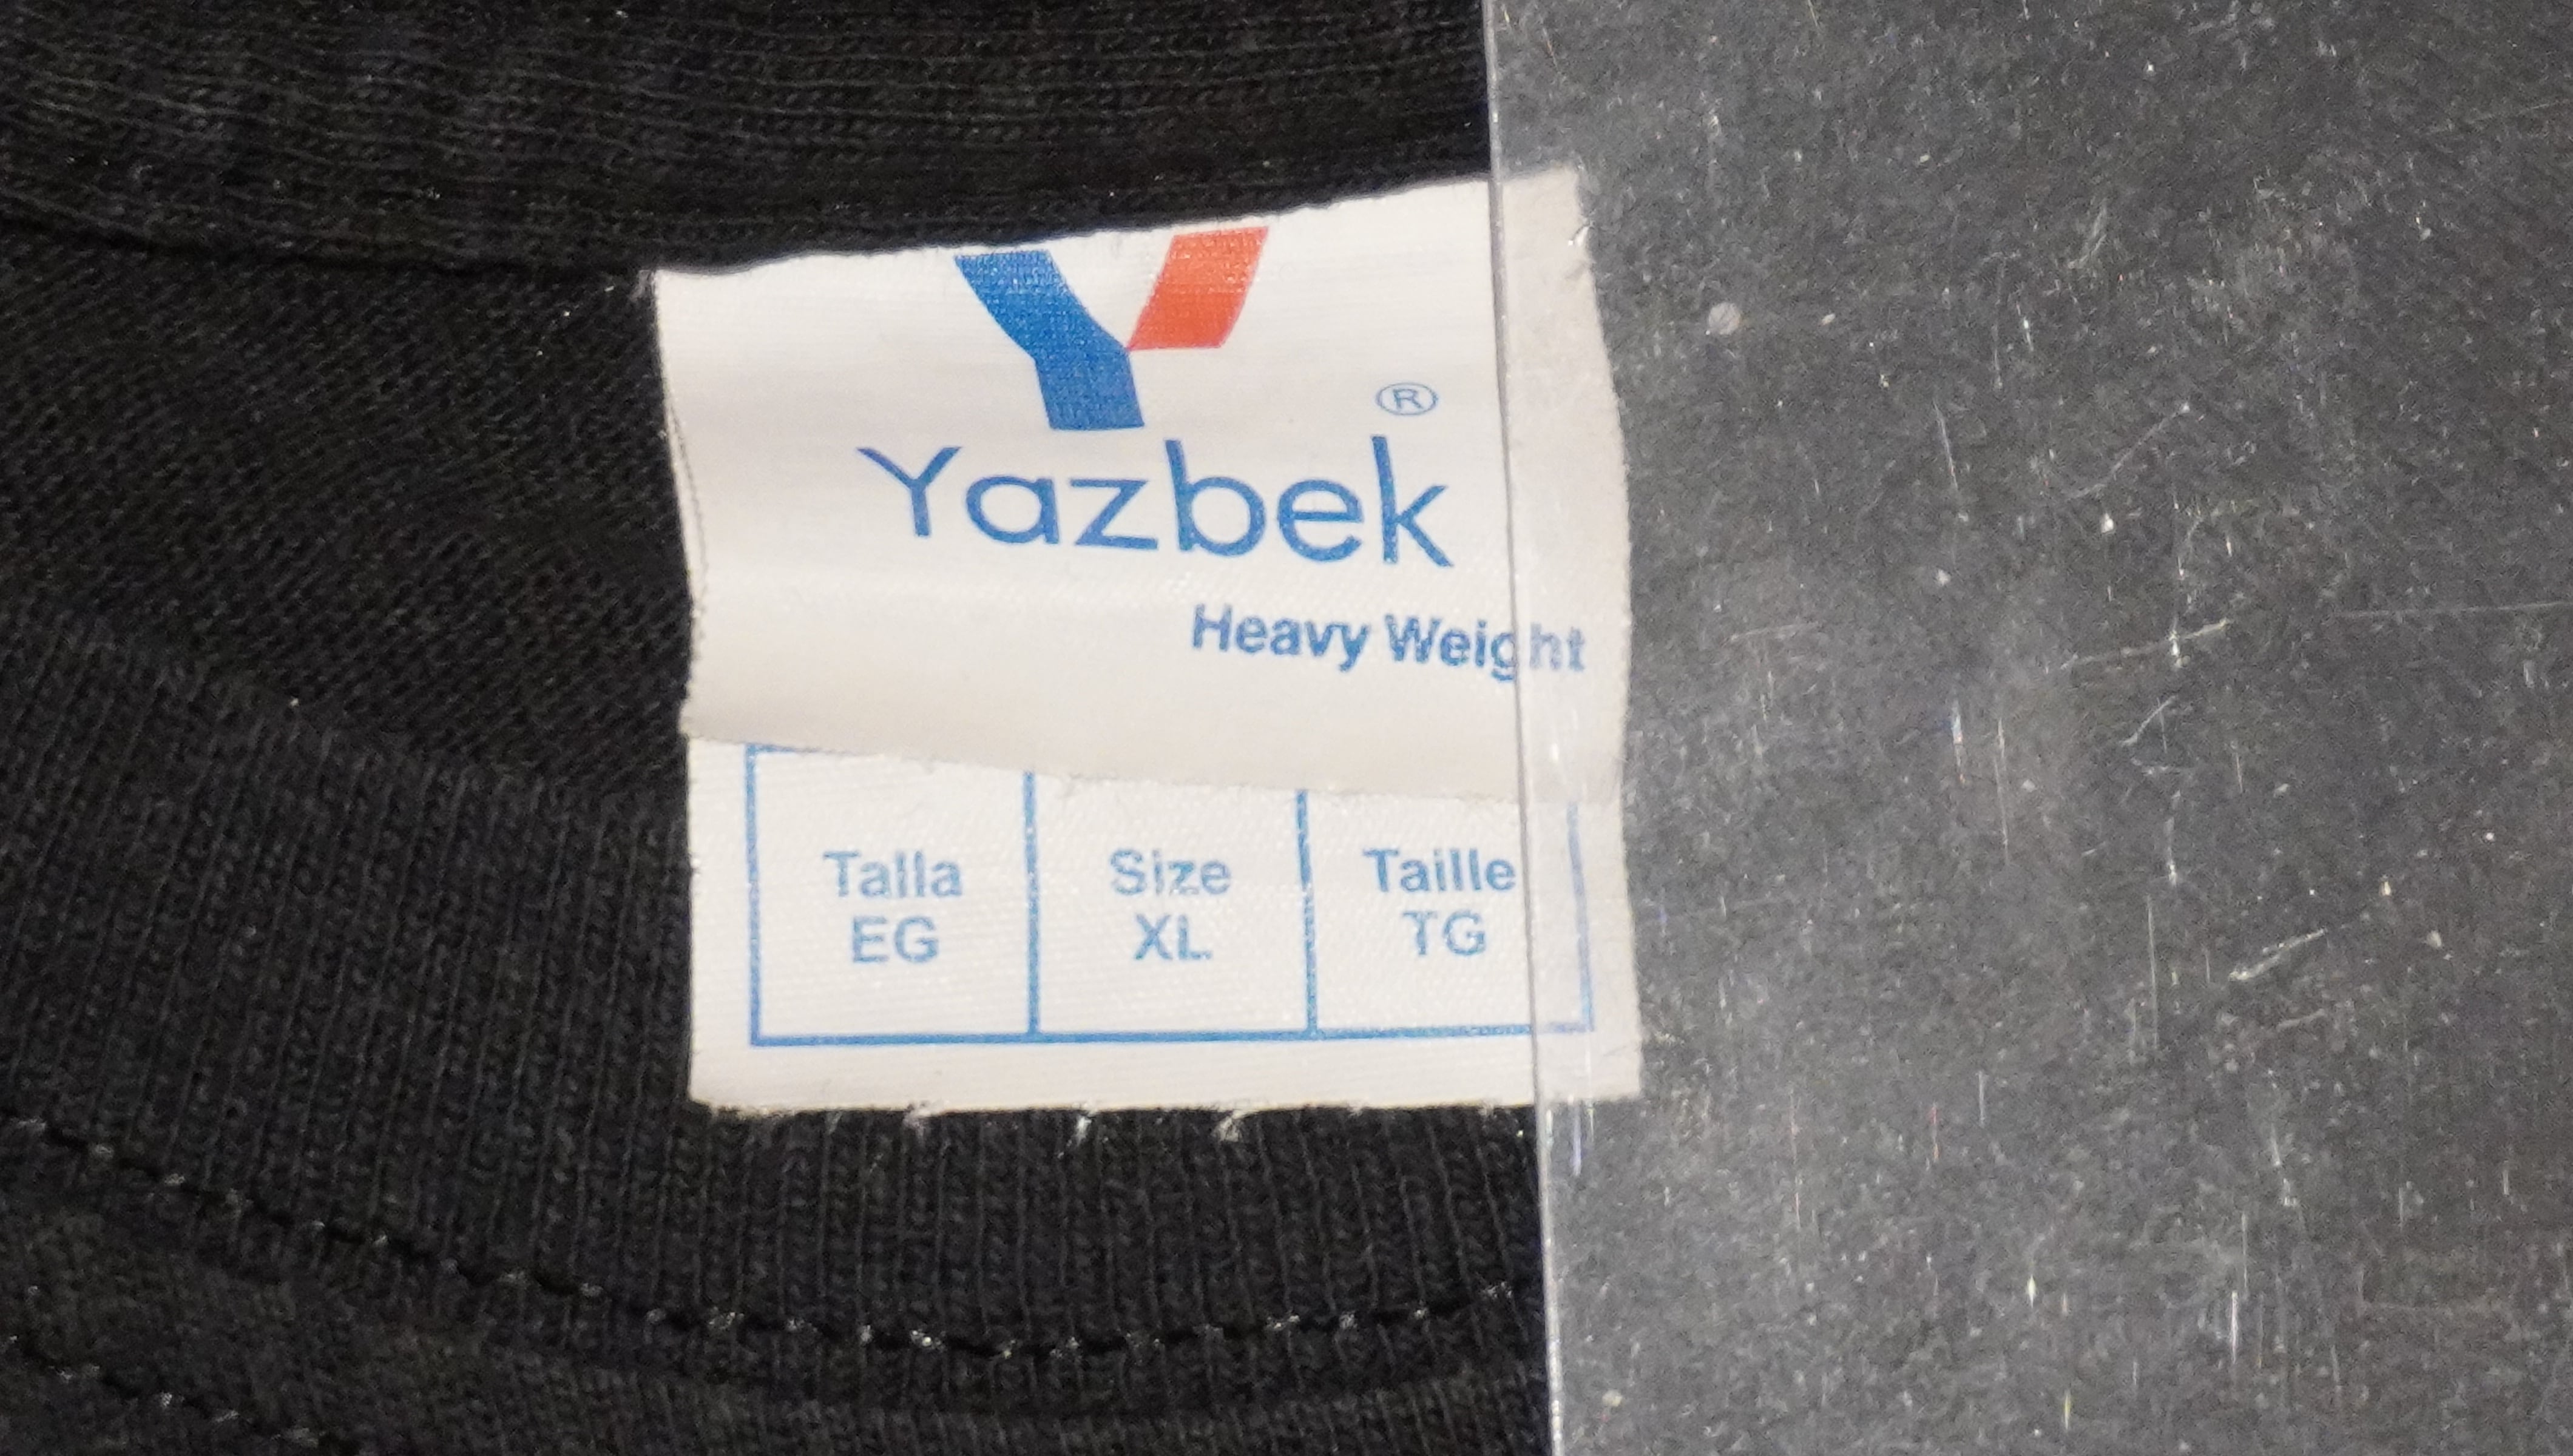 ®
Yazbek
Heavy Weight
Talla Size Taille
EG XL TG